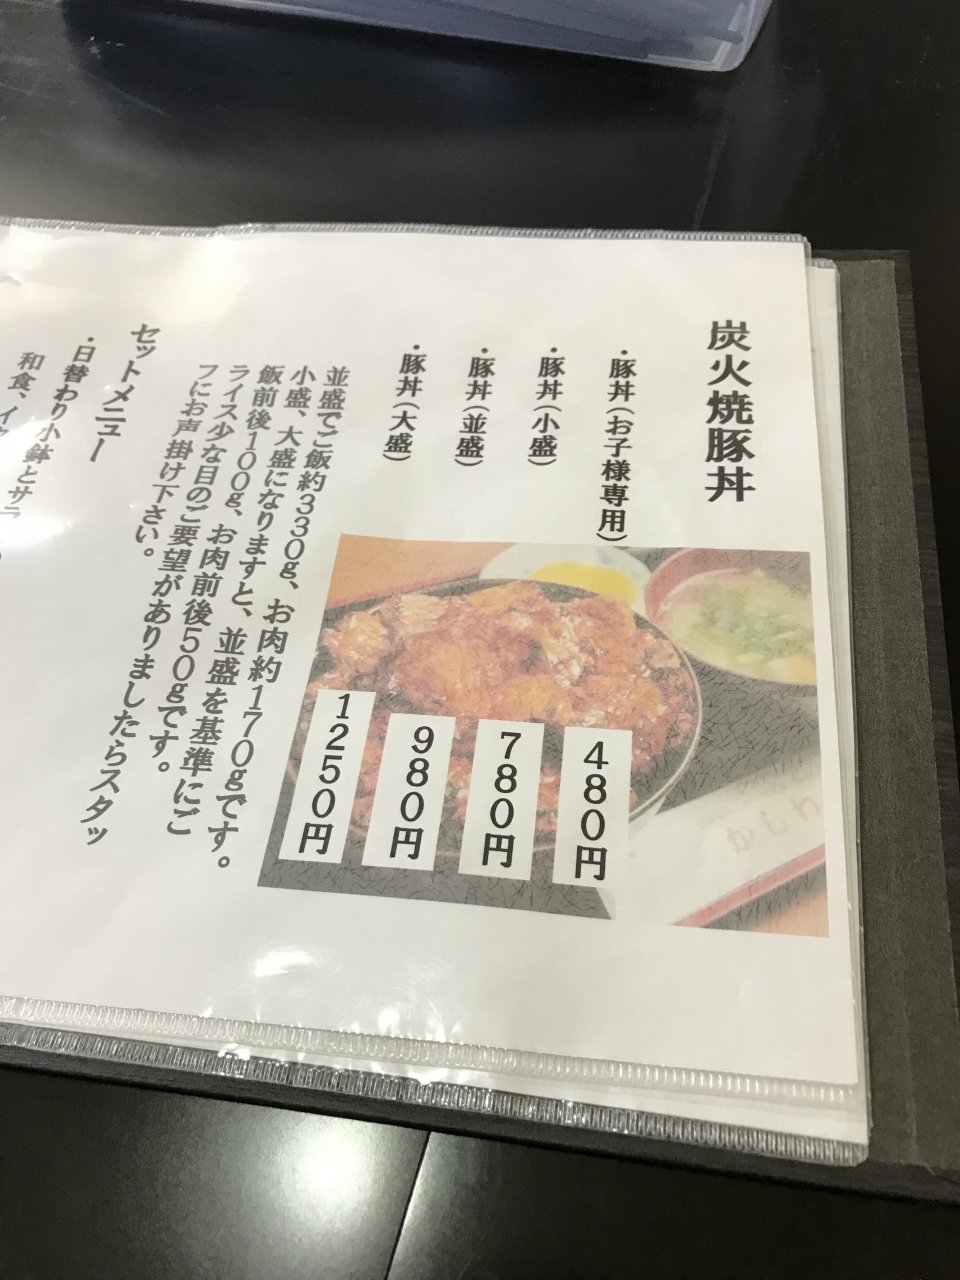 炭火焼豚丼
・豚丼（お子様専用）
480円
・豚丼（小盛）
780円
・豚丼（並盛）
980円
・豚丼（大盛）
1250円
並盛でご飯約330g、お肉約170gです。
小盛、大盛になりますと、並盛を基準にご
飯前後100g、お肉前後50gです。
ライス少な目のご要望がありましたらスタッ
フにお声掛け下さい。
セットメニュー
・日替わり小鉢とサラ
和食、イ
かしわ